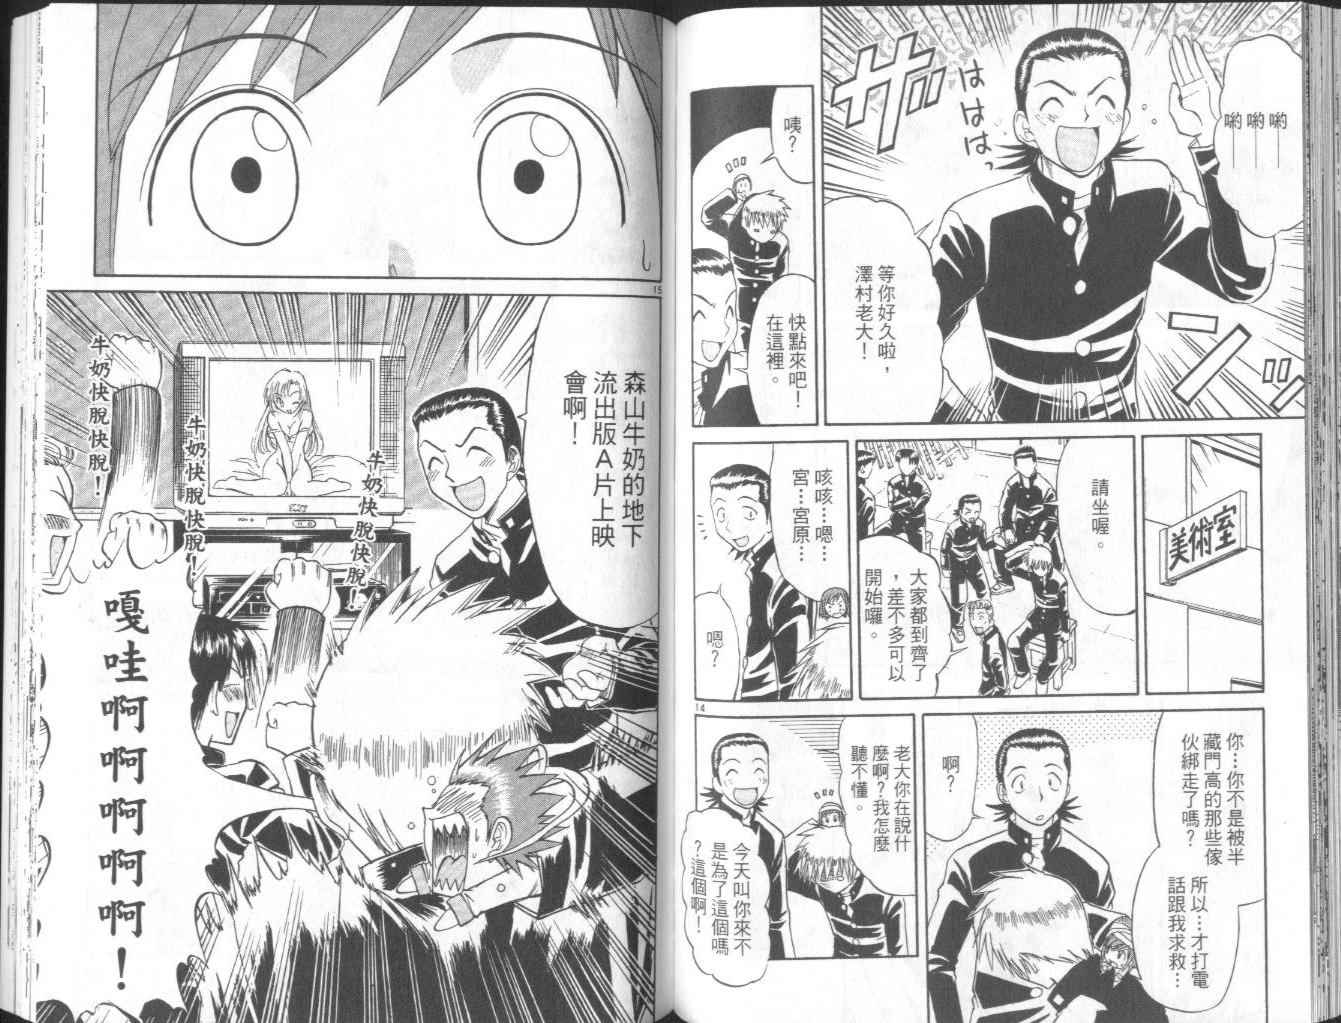 喲
喲
喲
ははははっ
ザッ
等你好久啦，
澤村老大！
咦？
快點來吧！
在這裡。
美術室
請坐喔。
大家都到齊了
，差不多可以
開始囉。
咳咳…嗯…
宮…宮原…
嗯？
14
你…你不是被半
藏門高的那些傢
伙綁走了嗎？
所以…才打電
話跟我求救…
啊？
老大你在說什
麼啊？我怎麼
聽不懂。
今天叫你來不
是為了這個嗎
？這個啊！
15
森山牛奶的地下
流出版Ａ片上映
會啊！
牛奶快脫快脫！
牛奶快脫快脫！
牛奶快脫快脫！
嘎哇啊啊啊啊啊！